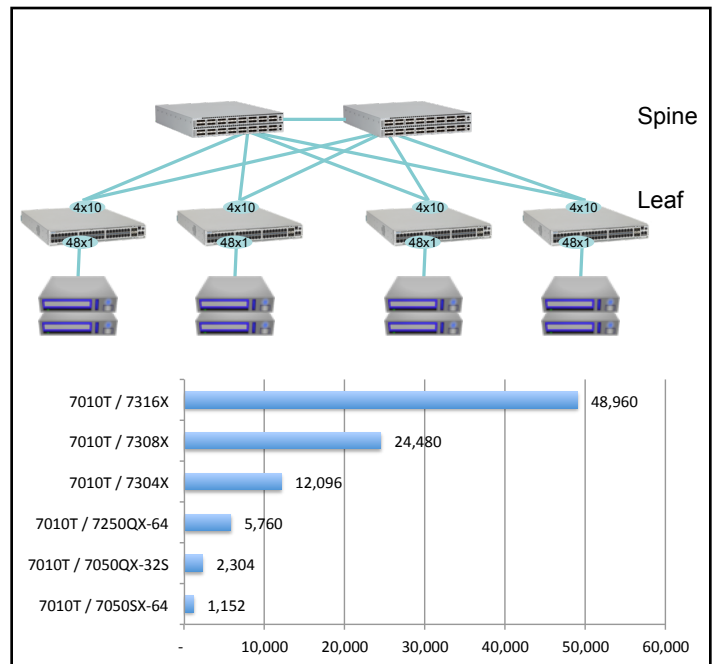 Spine
Leaf
4x10 4x10 4x10 4x10
48x1 48x1 48x1 48x1
7010T / 7316X 48,960
7010T / 7308X 24,480
7010T / 7304X 12,096
7010T / 7250QX-64 5,760
7010T / 7050QX-32S 2,304
7010T / 7050SX-64 1,152
- 10,000 20,000 30,000 40,000 50,000 60,000